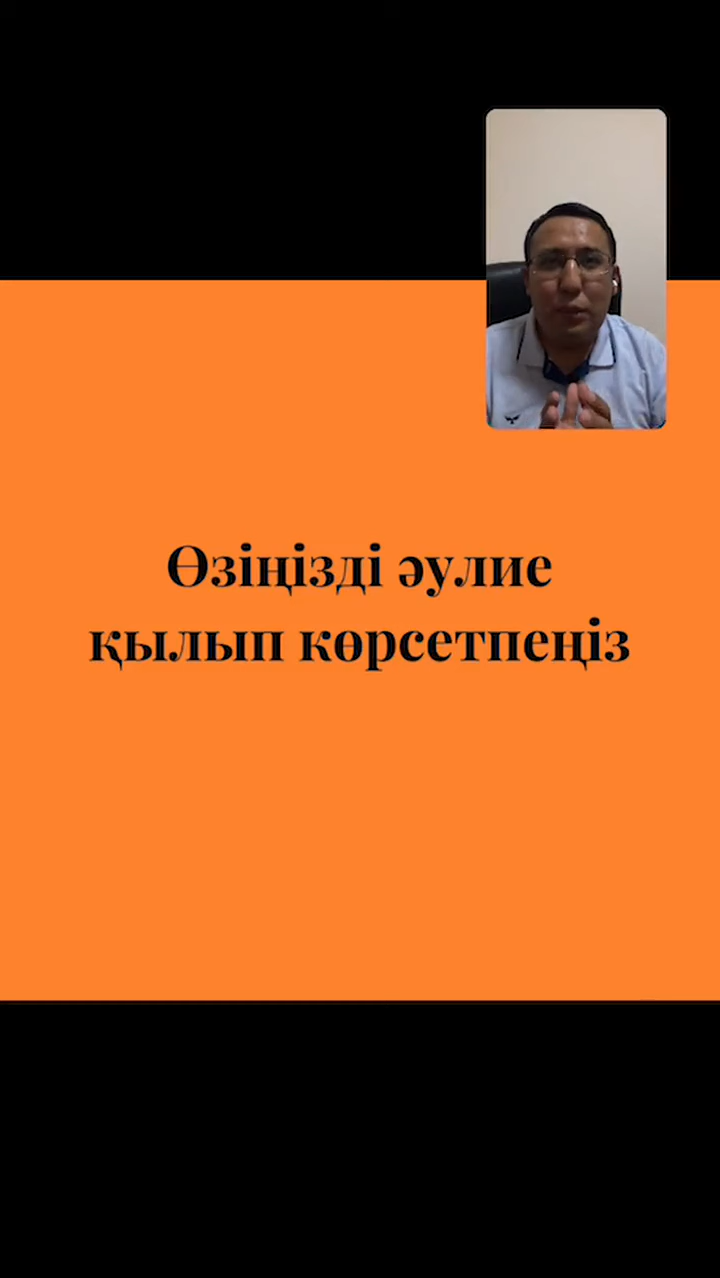 Өзіңізді әулие
қылып көрсетпеңіз